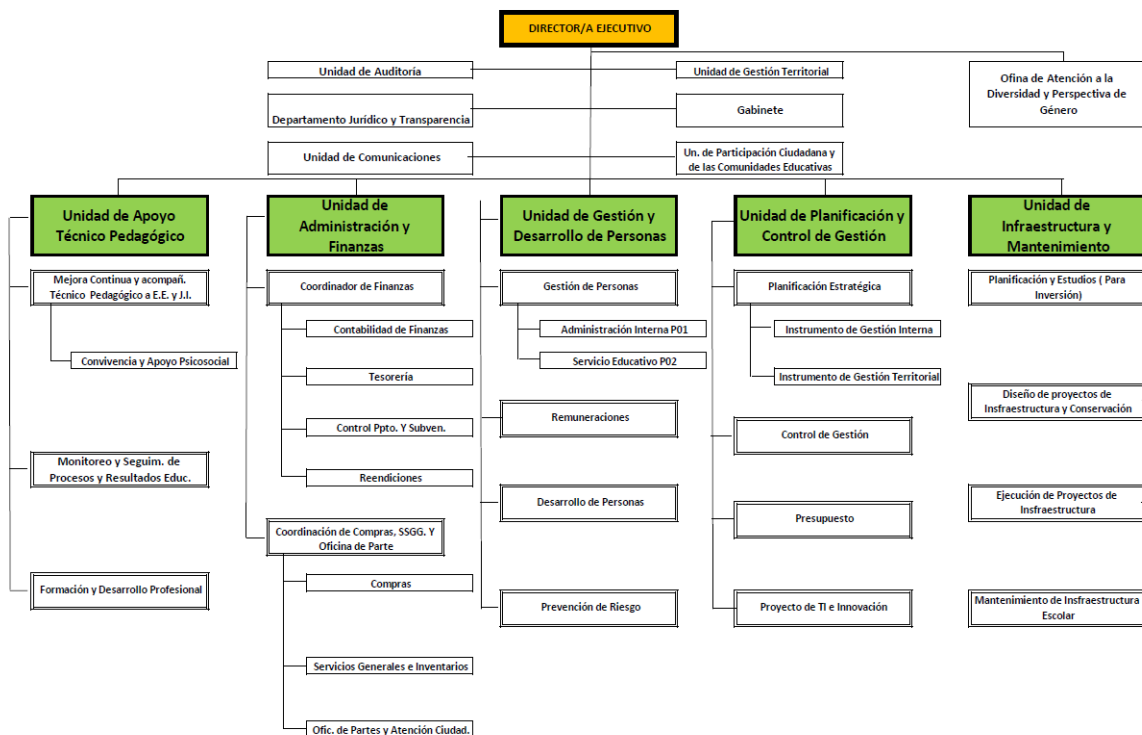 DIRECTOR/A EJECUTIVO
Unidad de Auditoría
Unidad de Gestión Territorial
Ofina de Atención a la
Diversidad y Perspectiva de
Género
Departamento Jurídico y Transparencia
Gabinete
Unidad de Comunicaciones
Un. de Participación Ciudadana y
de las Comunidades Educativas
Unidad de Apoyo
Técnico Pedagógico
Mejora Continua y acompañ.
Técnico Pedagógico a E.E. y J.I.
Convivencia y Apoyo Psicosocial
Monitoreo y Seguim. de
Procesos y Resultados Educ.
Formación y Desarrollo Profesional
Unidad de
Administración y
Finanzas
Coordinador de Finanzas
Contabilidad de Finanzas
Tesorería
Control Ppto. Y Subven.
Reendiciones
Coordinación de Compras, SSGG. Y
Oficina de Parte
Compras
Servicios Generales e Inventarios
Ofic. de Partes y Atención Ciudad.
Unidad de Gestión y
Desarrollo de Personas
Gestión de Personas
Administración Interna P01
Servicio Educativo P02
Remuneraciones
Desarrollo de Personas
Prevención de Riesgo
Unidad de Planificación y
Control de Gestión
Planificación Estratégica
Instrumento de Gestión Interna
Instrumento de Gestión Territorial
Control de Gestión
Presupuesto
Proyecto de TI e Innovación
Unidad de
Infraestructura y
Mantenimiento
Planificación y Estudios ( Para
Inversión)
Diseño de proyectos de
Insfraestructura y Conservación
Ejecución de Proyectos de
Insfraestructura
Mantenimiento de Insfraestructura
Escolar